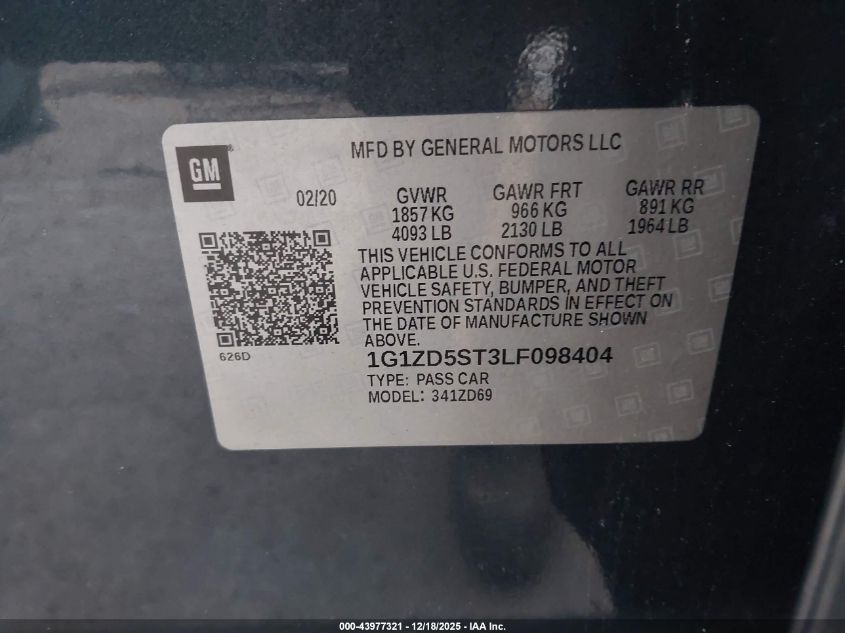 GM
MFD BY GENERAL MOTORS LLC
02/20
GVWR
1857 KG
4093 LB
GAWR FRT
966 KG
2130 LB
GAWR RR
891 KG
1964 LB
THIS VEHICLE CONFORMS TO ALL
APPLICABLE U.S. FEDERAL MOTOR
VEHICLE SAFETY, BUMPER, AND THEFT
PREVENTION STANDARDS IN EFFECT ON
THE DATE OF MANUFACTURE SHOWN
ABOVE.
626D
1G1ZD5ST3LF098404
TYPE: PASS CAR
MODEL: 341ZD69
000-43977321 - 12/18/2025 - IAA Inc.